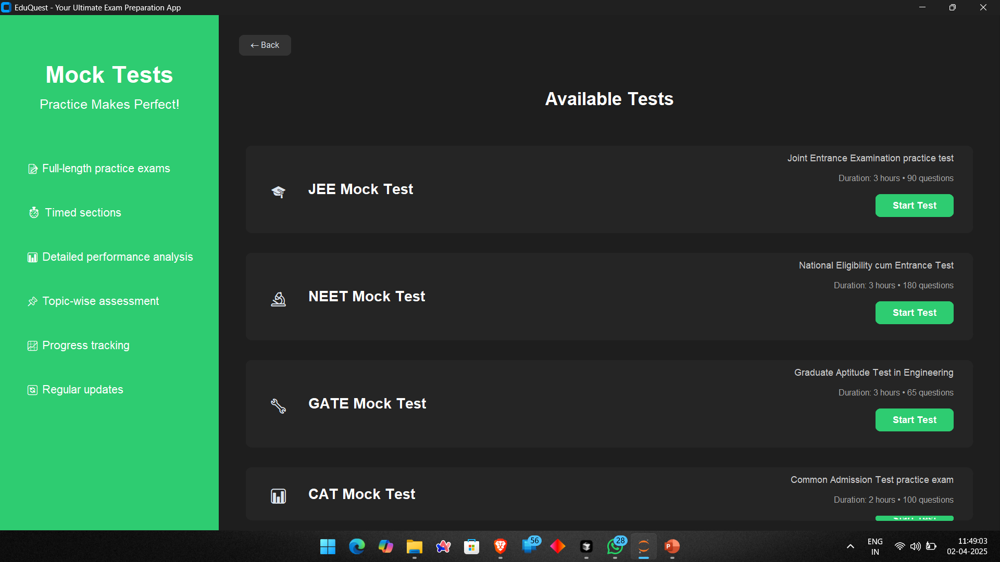 EduQuest - Your Ultimate Exam Preparation App
Mock Tests
Practice Makes Perfect!
Full-length practice exams
Timed sections
Detailed performance analysis
Topic-wise assessment
Progress tracking
Regular updates
← Back
Available Tests
JEE Mock Test
Joint Entrance Examination practice test
Duration: 3 hours • 90 questions
Start Test
NEET Mock Test
National Eligibility cum Entrance Test
Duration: 3 hours • 180 questions
Start Test
GATE Mock Test
Graduate Aptitude Test in Engineering
Duration: 3 hours • 65 questions
Start Test
CAT Mock Test
Common Admission Test practice exam
Duration: 2 hours • 100 questions
Start Test
56
28
ENG
IN
11:49:03
02-04-2025